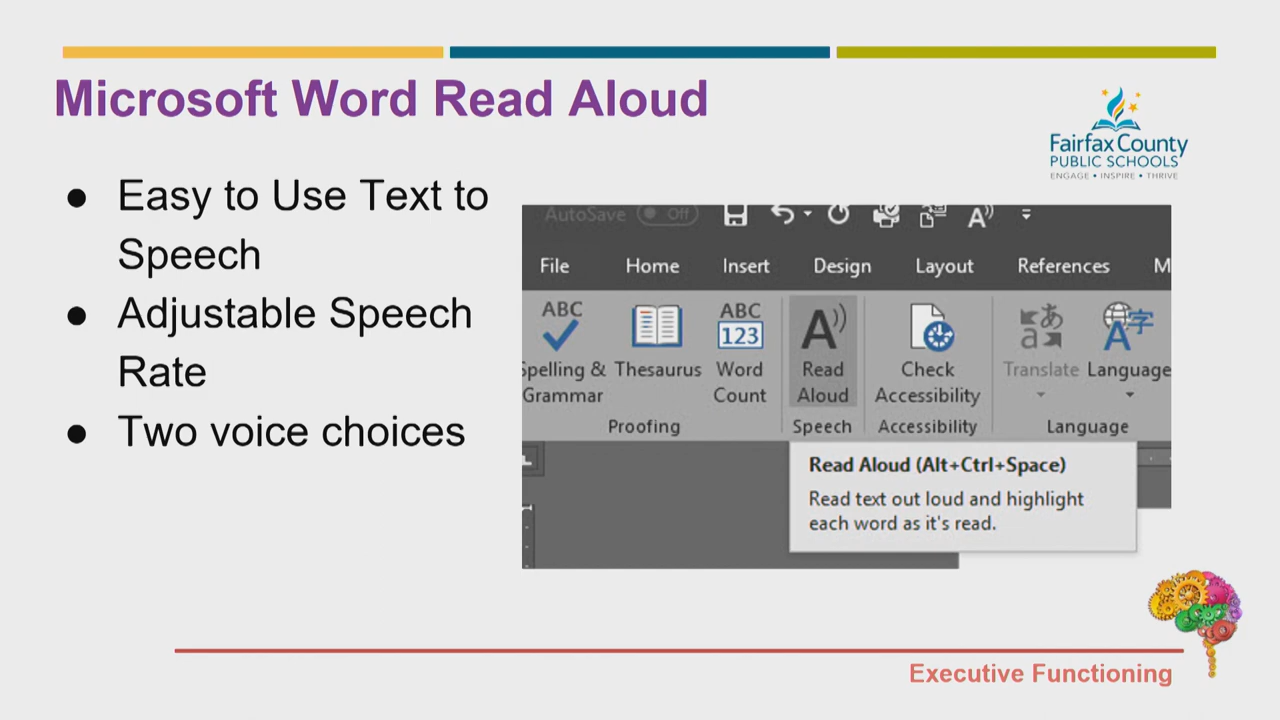 Microsoft Word Read Aloud
Fairfax County
PUBLIC SCHOOLS
ENGAGE • INSPIRE • THRIVE
● Easy to Use Text to
Speech
● Adjustable Speech
Rate
● Two voice choices
AutoSave Off
File Home Insert Design Layout References M
ABC ABC 123 A a あ A 字
Spelling & Thesaurus Word Read Check Translate Language
Grammar Count Aloud Accessibility
Proofing Speech Accessibility Language
Read Aloud (Alt+Ctrl+Space)
Read text out loud and highlight
each word as it's read.
Executive Functioning